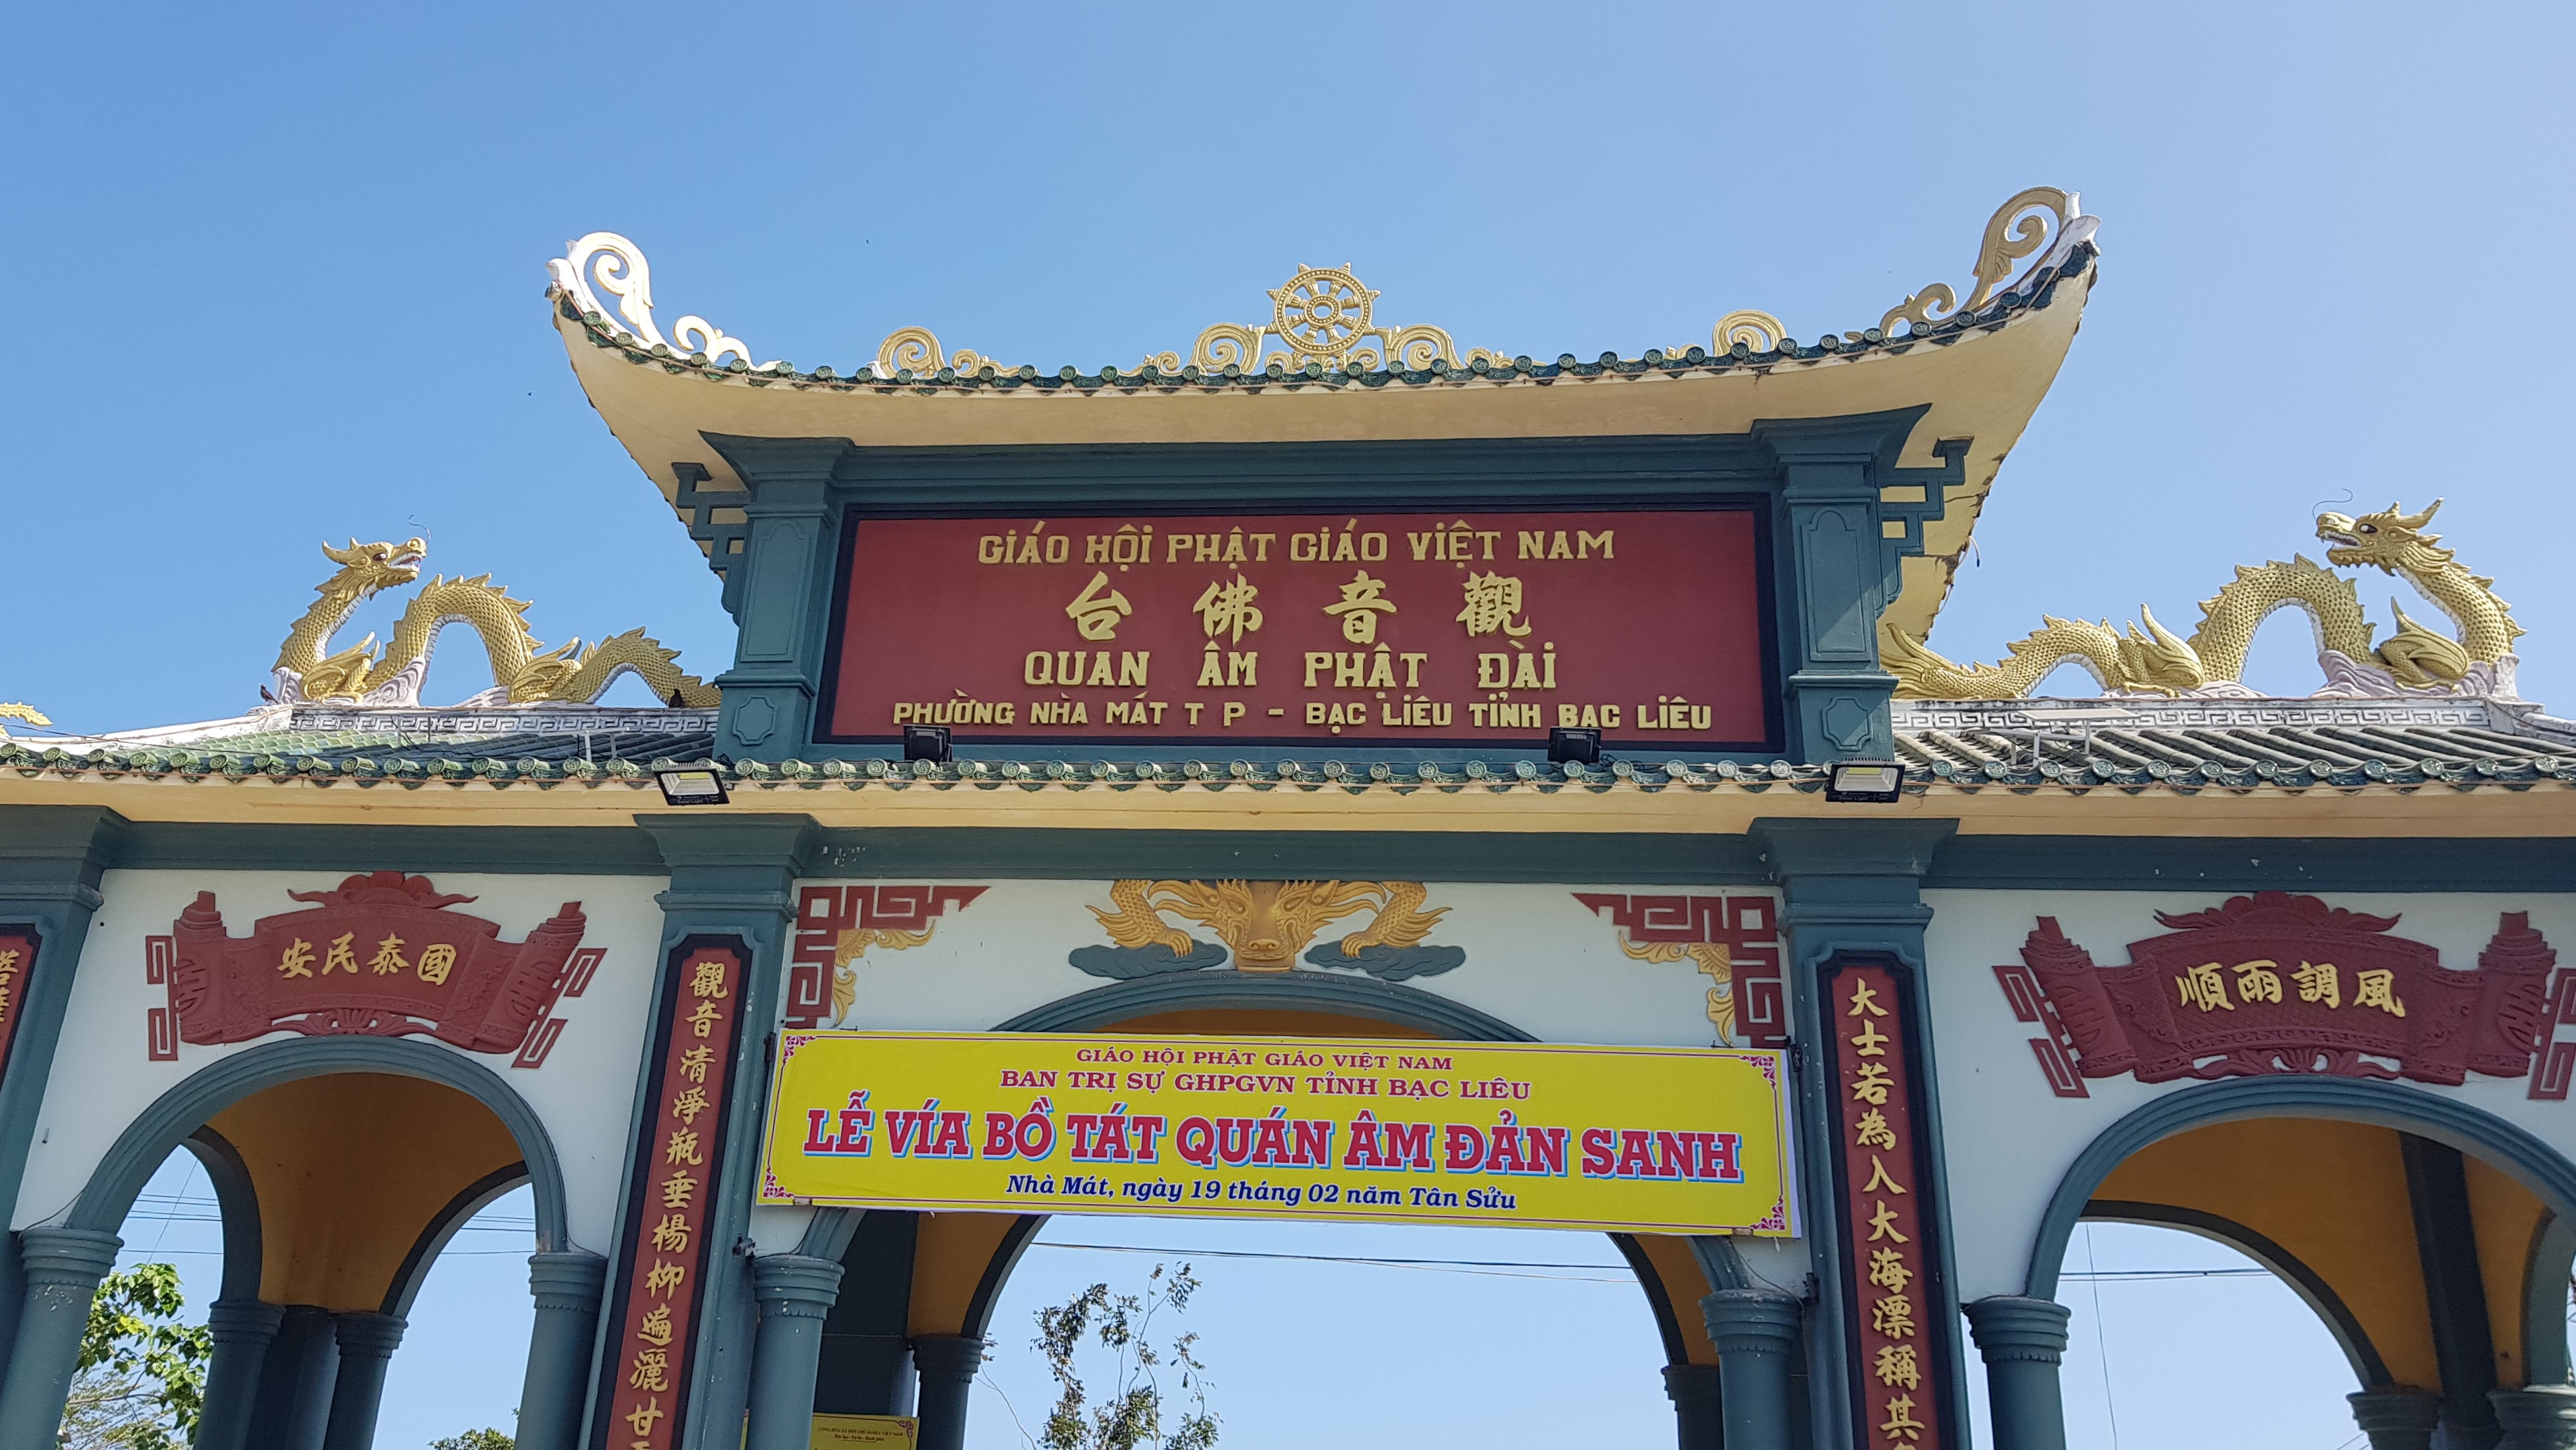 GIÁO HỘI PHẬT GIÁO VIỆT NAM
台佛音觀
QUAN ÂM PHẬT ĐÀI
PHƯỜNG NHÀ MÁT T P - BẠC LIÊU TỈNH BẠC LIÊU
安民泰國
順雨調風
觀音清淨瓶垂楊柳遍灑甘
大士若為入大海漂稱其
GIÁO HỘI PHẬT GIÁO VIỆT NAM
BAN TRỊ SỰ GHPGVN TỈNH BẠC LIÊU
LỄ VÍA BỒ TÁT QUÁN ÂM ĐẢN SANH
Nhà Mát, ngày 19 tháng 02 năm Tân Sửu